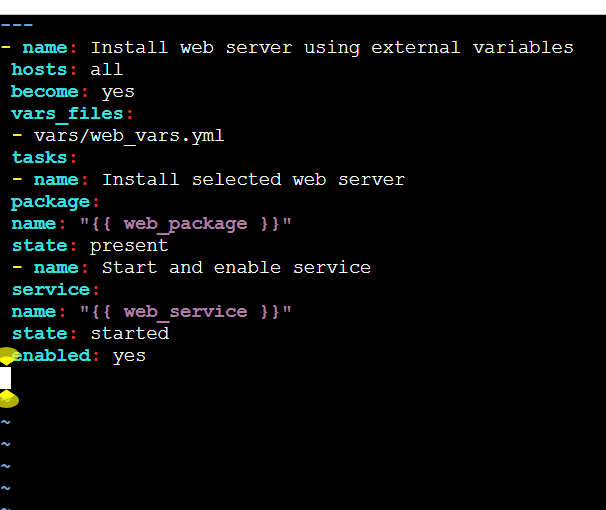 ---
- name: Install web server using external variables
 hosts: all
 become: yes
 vars_files:
 - vars/web_vars.yml
 tasks:
 - name: Install selected web server
 package:
 name: "{{ web_package }}"
 state: present
 - name: Start and enable service
 service:
 name: "{{ web_service }}"
 state: started
 enabled: yes
~
~
~
~
~
~